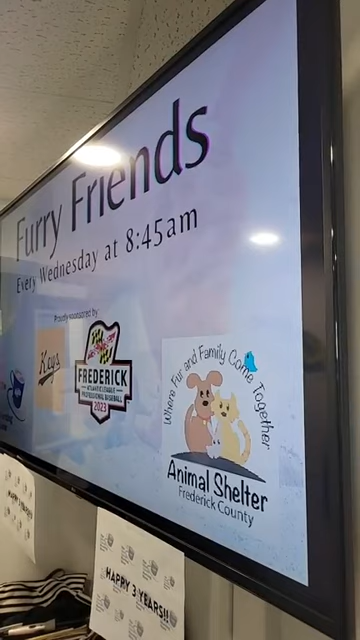 Furry Friends
Every Wednesday at 8:45am
Proudly sponsored by
Keys
FREDERICK
ATLANTIC LEAGUE
PROFESSIONAL BASEBALL
2023
Where Fur and Family Come Together
Animal Shelter
Frederick County
HAPPY 3 YEARS!!